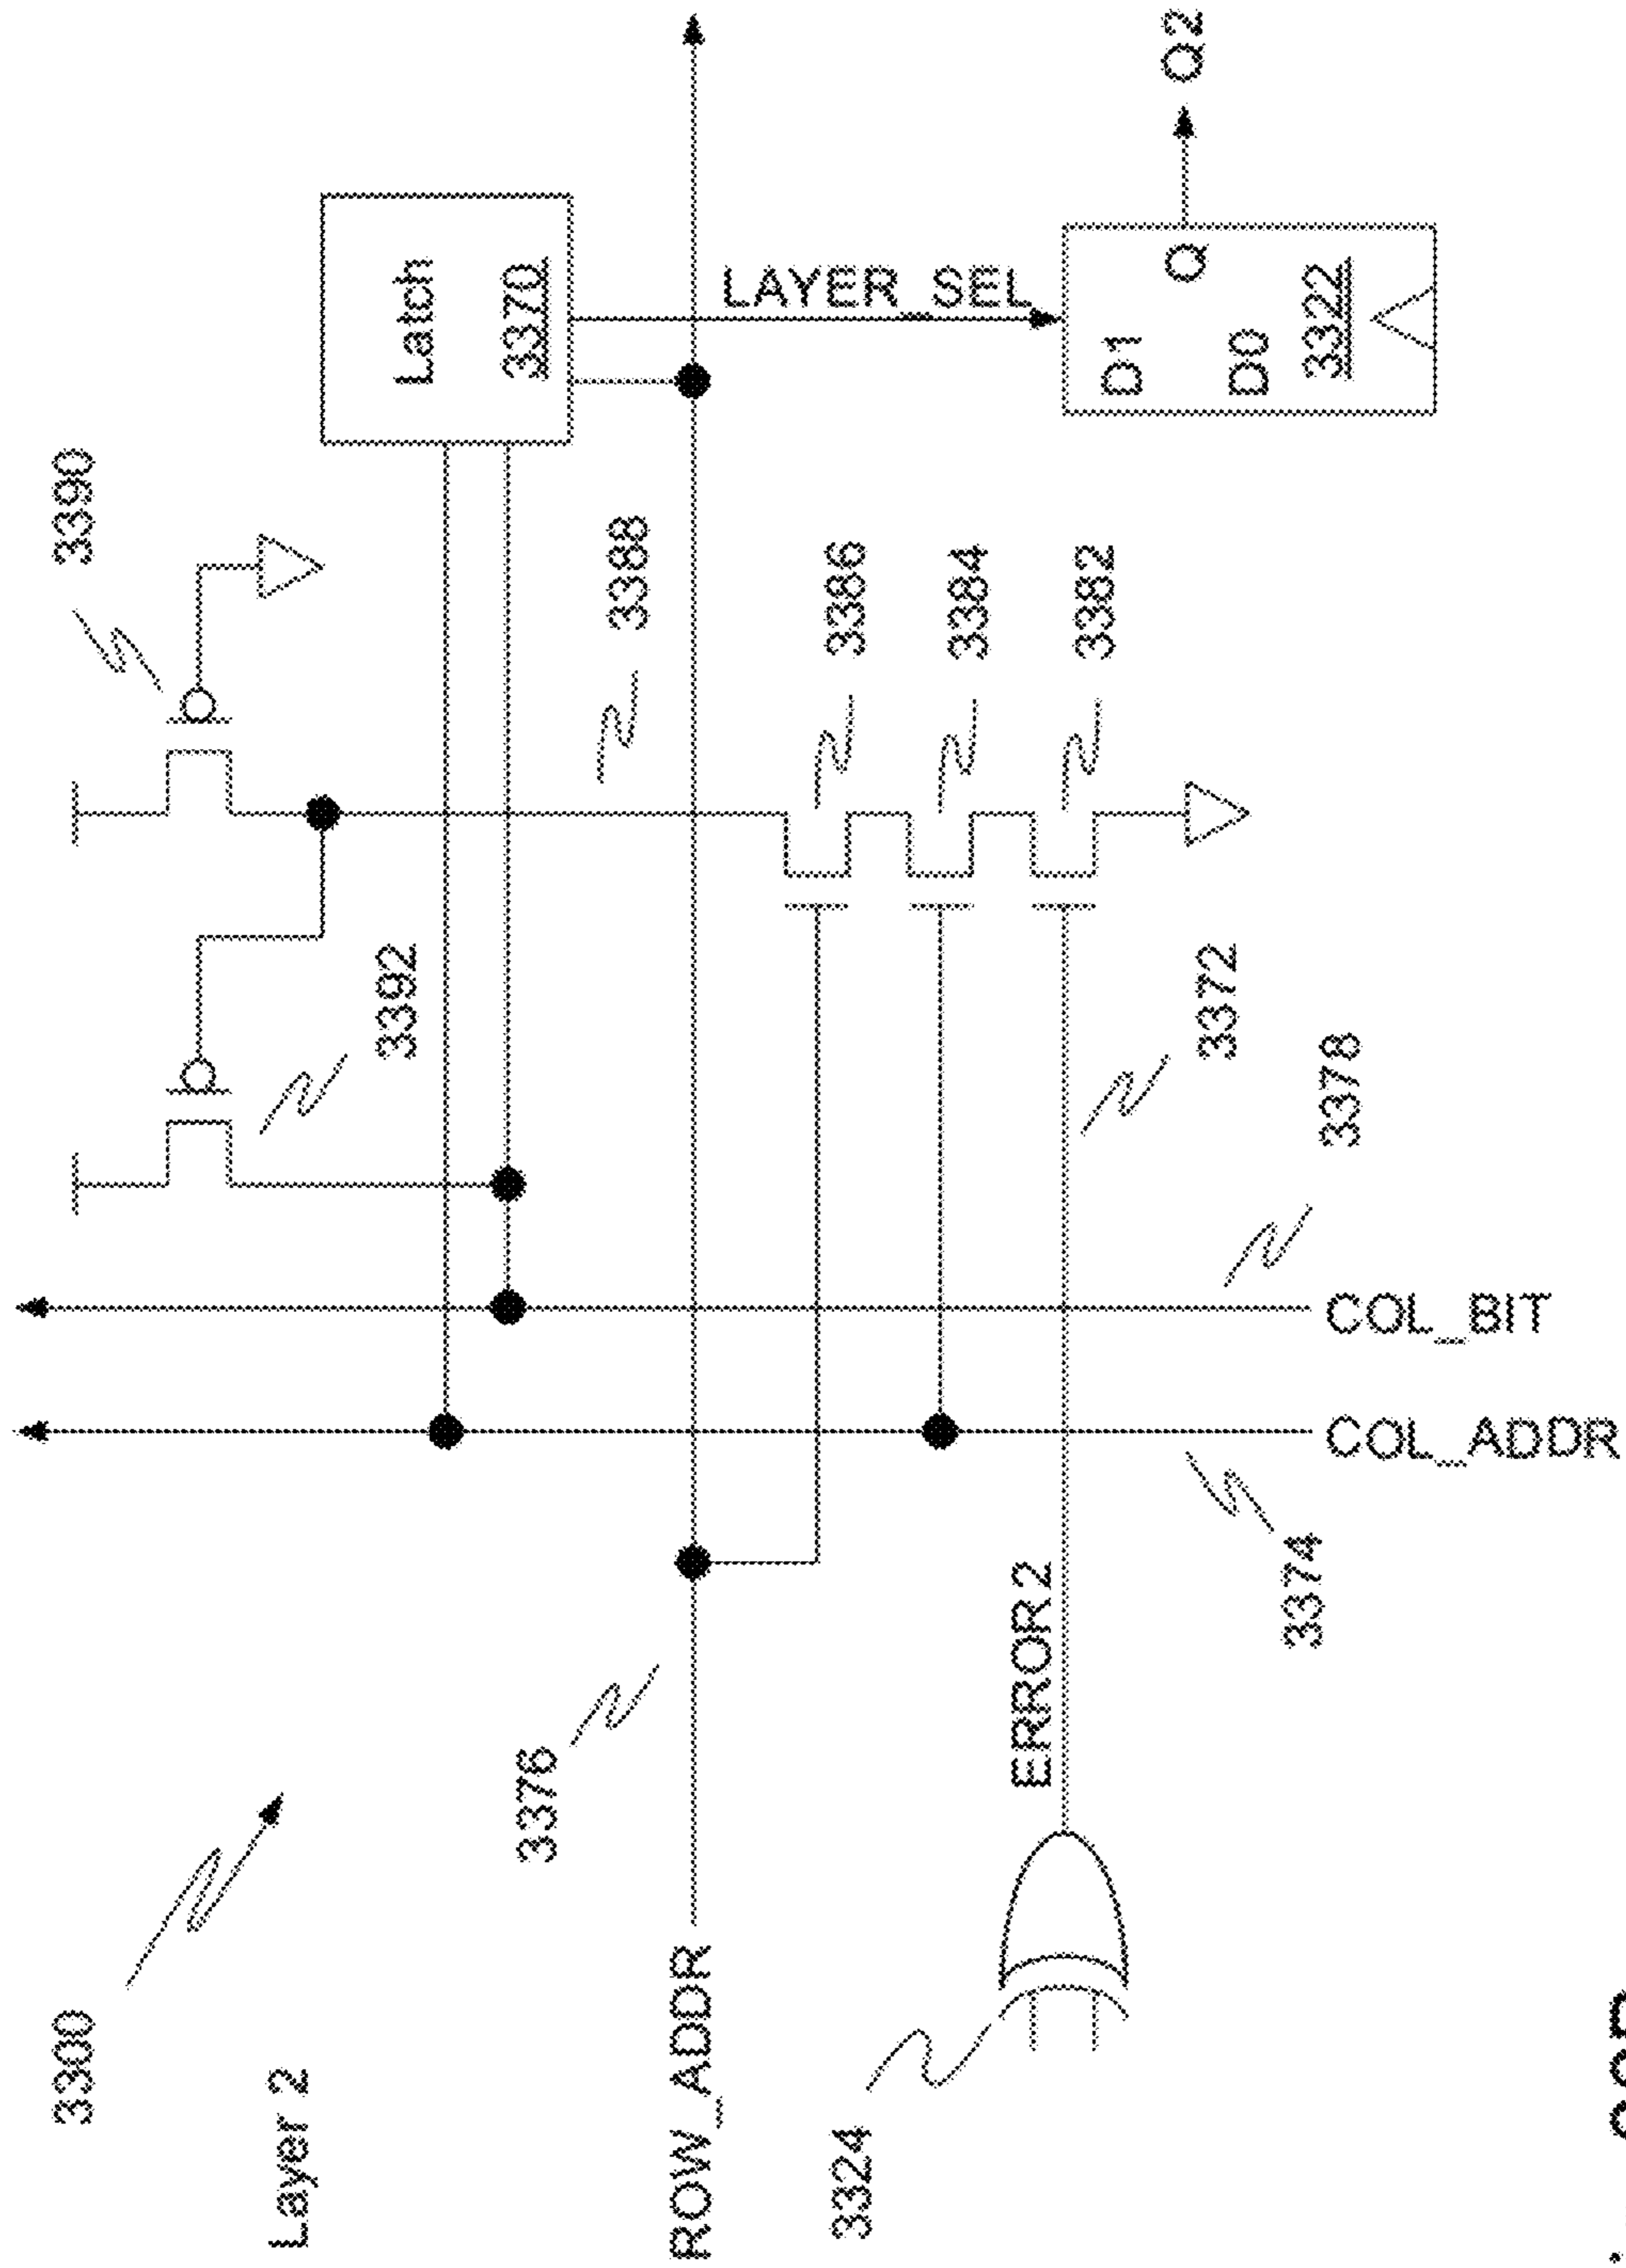 3300
3390
Layer 2
3392
Latch
3370
3376
3388
ROW_ADDR
LAYER_SEL
3324
3386
3384
ERROR2
3382
D1
Q
Q2
3372
D0
3374
3322
3378
COL_ADDR
COL_BIT